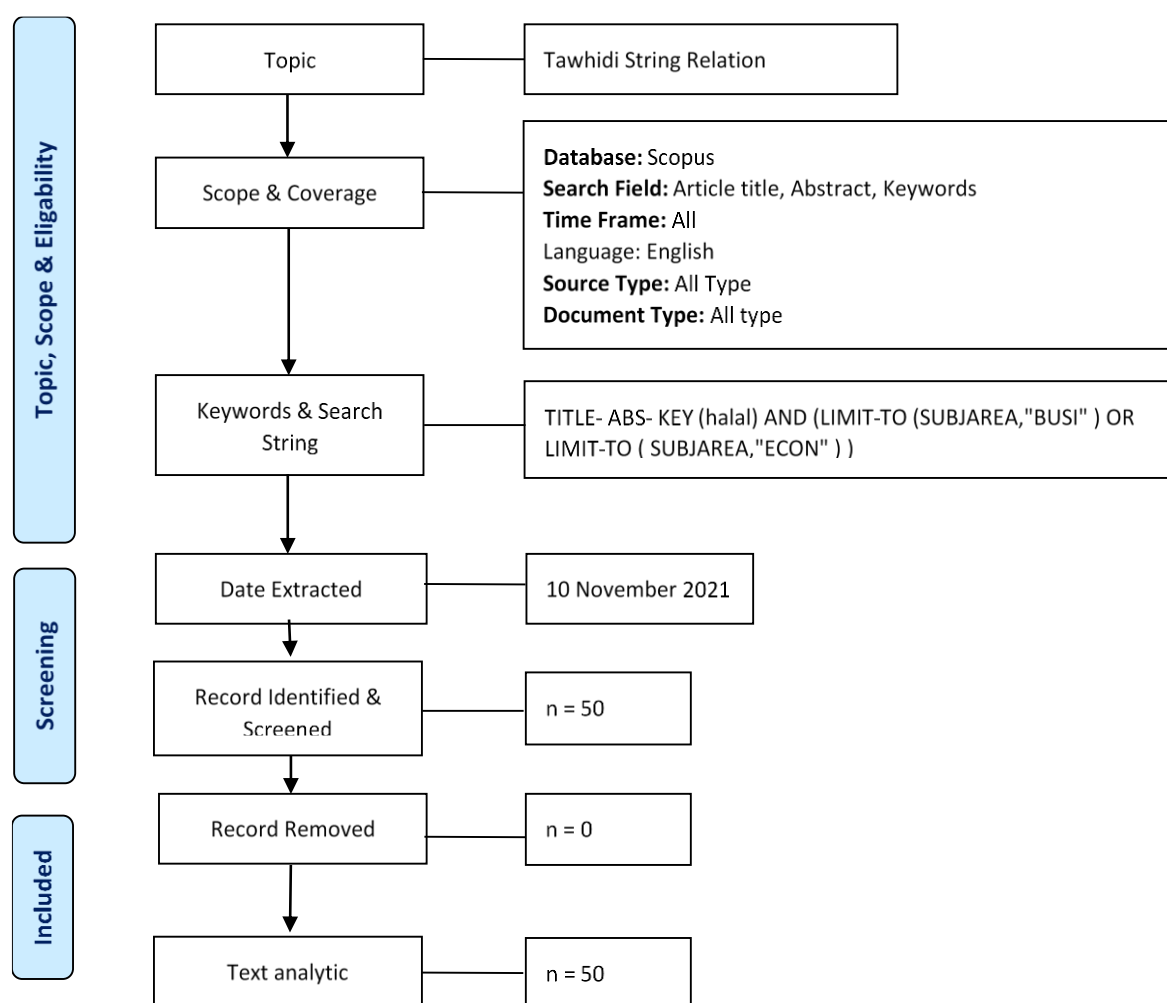 Topic, Scope & Eligability
Topic
Tawhidi String Relation
Scope & Coverage
Database: Scopus
Search Field: Article title, Abstract, Keywords
Time Frame: All
Language: English
Source Type: All Type
Document Type: All type
Keywords & Search
String
TITLE- ABS- KEY (halal) AND (LIMIT-TO (SUBJAREA,"BUSI" ) OR
LIMIT-TO ( SUBJAREA,"ECON" ) )
Screening
Date Extracted
10 November 2021
Record Identified &
Screened
n = 50
Included
Record Removed
n = 0
Text analytic
n = 50